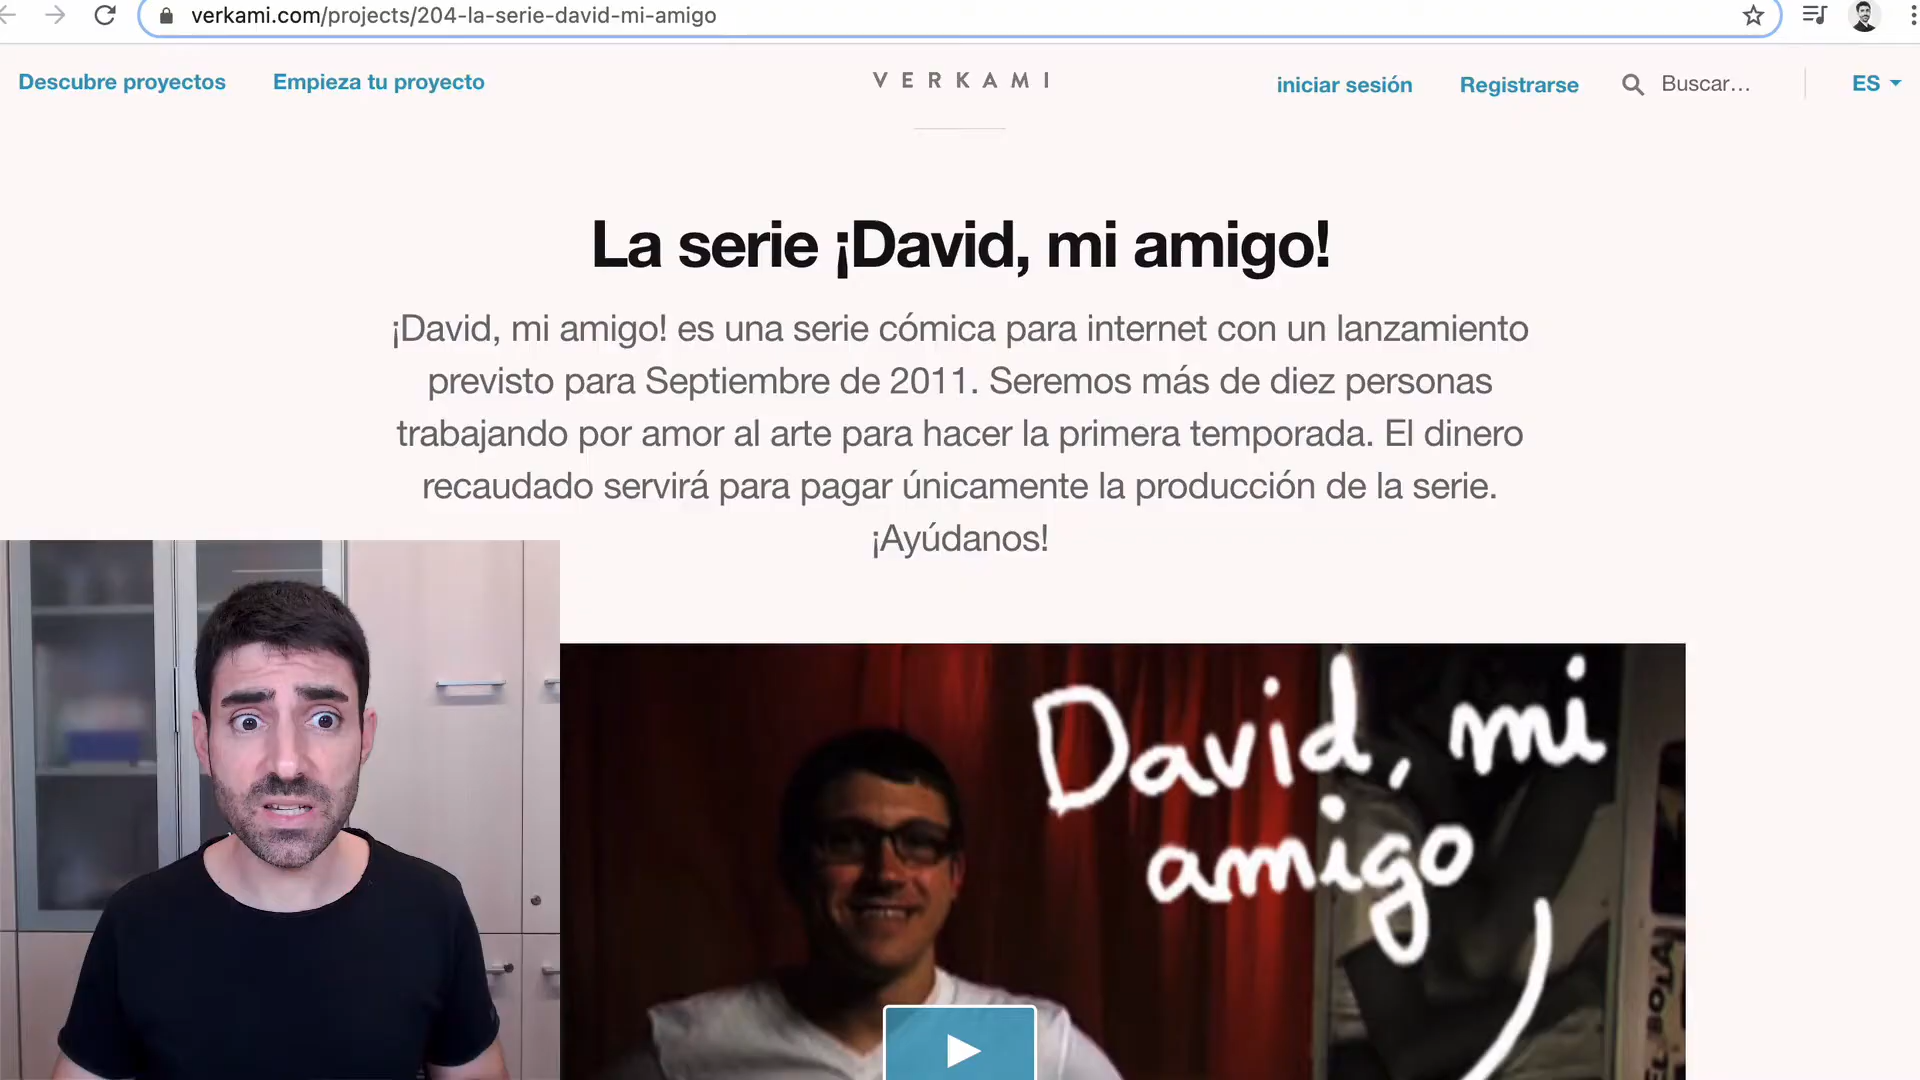 verkami.com/projects/204-la-serie-david-mi-amigo
Descubre proyectos
Empieza tu proyecto
VERKAMI
iniciar sesión
Registrarse
Buscar...
ES
La serie ¡David, mi amigo!
¡David, mi amigo! es una serie cómica para internet con un lanzamiento
previsto para Septiembre de 2011. Seremos más de diez personas
trabajando por amor al arte para hacer la primera temporada. El dinero
recaudado servirá para pagar únicamente la producción de la serie.
¡Ayúdanos!
David, mi
amigo